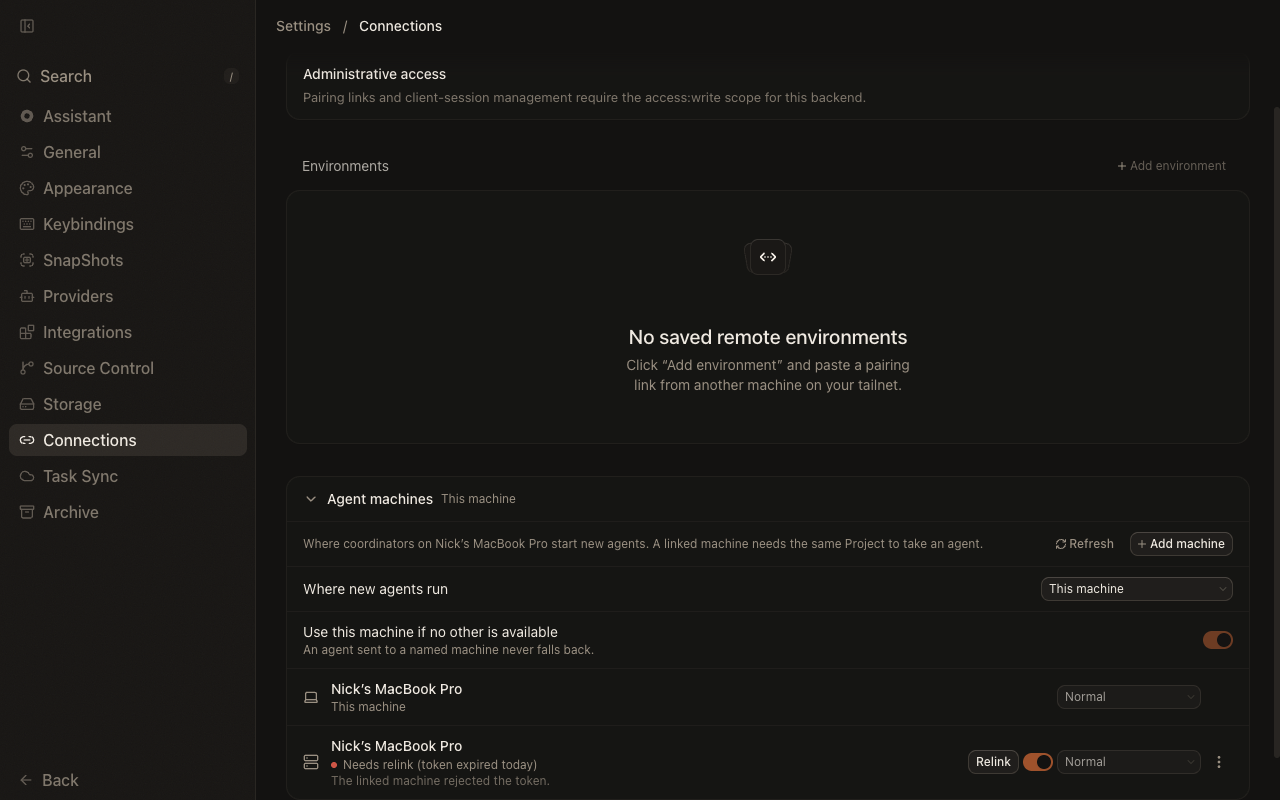 Settings / Connections
Search /
Assistant
General
Appearance
Keybindings
SnapShots
Providers
Integrations
Source Control
Storage
Connections
Task Sync
Archive
Back
Administrative access
Pairing links and client-session management require the access:write scope for this backend.
Environments
+ Add environment
No saved remote environments
Click “Add environment” and paste a pairing
link from another machine on your tailnet.
Agent machines This machine
Where coordinators on Nick’s MacBook Pro start new agents. A linked machine needs the same Project to take an agent.
Refresh
+ Add machine
Where new agents run
This machine
Use this machine if no other is available
An agent sent to a named machine never falls back.
Nick’s MacBook Pro
This machine
Normal
Nick’s MacBook Pro
Needs relink (token expired today)
The linked machine rejected the token.
Relink
Normal